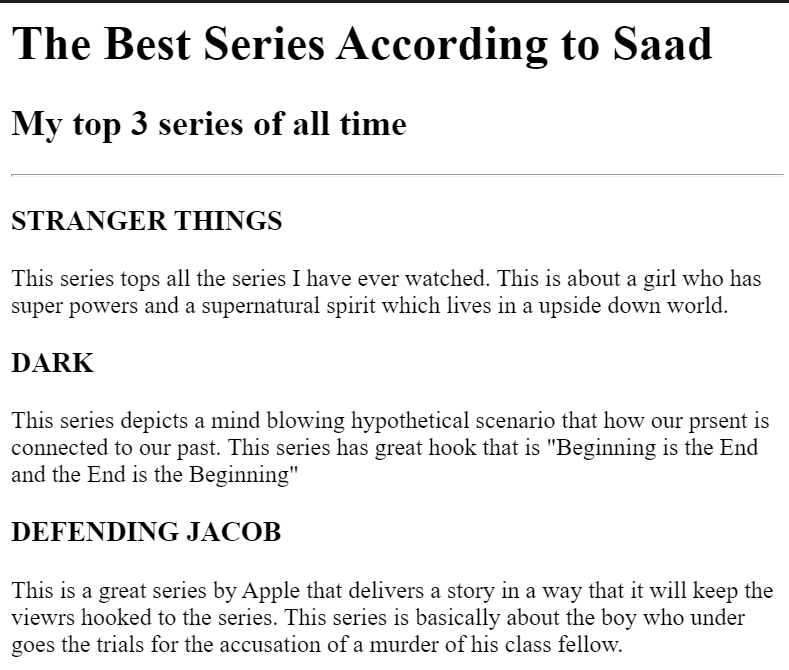 The Best Series According to Saad
My top 3 series of all time
STRANGER THINGS
This series tops all the series I have ever watched. This is about a girl who has
super powers and a supernatural spirit which lives in a upside down world.
DARK
This series depicts a mind blowing hypothetical scenario that how our prsent is
connected to our past. This series has great hook that is "Beginning is the End
and the End is the Beginning"
DEFENDING JACOB
This is a great series by Apple that delivers a story in a way that it will keep the
viewrs hooked to the series. This series is basically about the boy who under
goes the trials for the accusation of a murder of his class fellow.